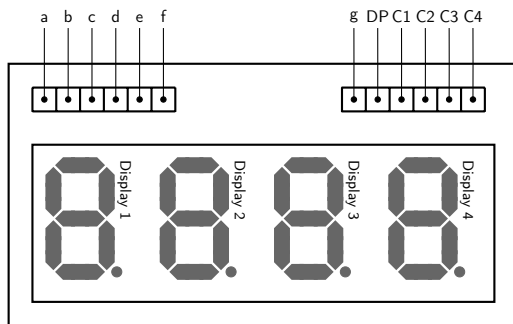 a b c d e f
g DP C1 C2 C3 C4
Display 1
Display 2
Display 3
Display 4